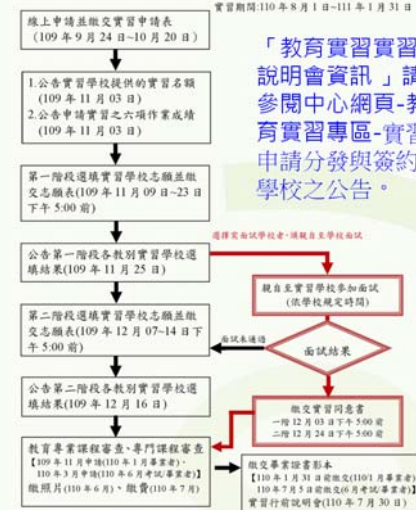 實習期間:110年8月1日~111年1月31日
線上申請並繳交實習申請表
(109年9月24日~10月20日)
「教育實習實習
說明會資訊 」請
參閱中心網頁-教
育實習專區-實習
申請分發與簽約
學校之公告。
1.公告實習學校提供的實習名額
(109年11月03日)
2.公告申請實習之六項作業成績
(109年11月03日)
第一階段選填實習學校志願並繳
交志願表(109年11月09日~23日
下午5:00前)
選擇需面試學校者,須親自至學校面試
公告第一階段各教別實習學校選
填結果(109年11月25日)
親自至實習學校參加面試
(依學校規定時間)
第二階段選填實習學校志願並繳
交志願表(109年12月07~14日下
午5:00前)
面試未通過
面試結果
公告第二階段各教別實習學校選
填結果(109年12月16日)
繳交實習同意書
一階12月03日下午5:00前
二階12月24日下午5:00前
教育專業課程審查、專門課程審查
【109年11月申請(110年1月畢業者)、
110年3月申請(110年6月考試/畢業者)】
繳照片(110年6月)、繳費(110年7月)
繳交畢業證書影本
【110年1月31日前繳交(110/1月畢業者)
110年7月5日前繳交(6月考試/畢業者)】
實習行前說明會(110年7月30日)